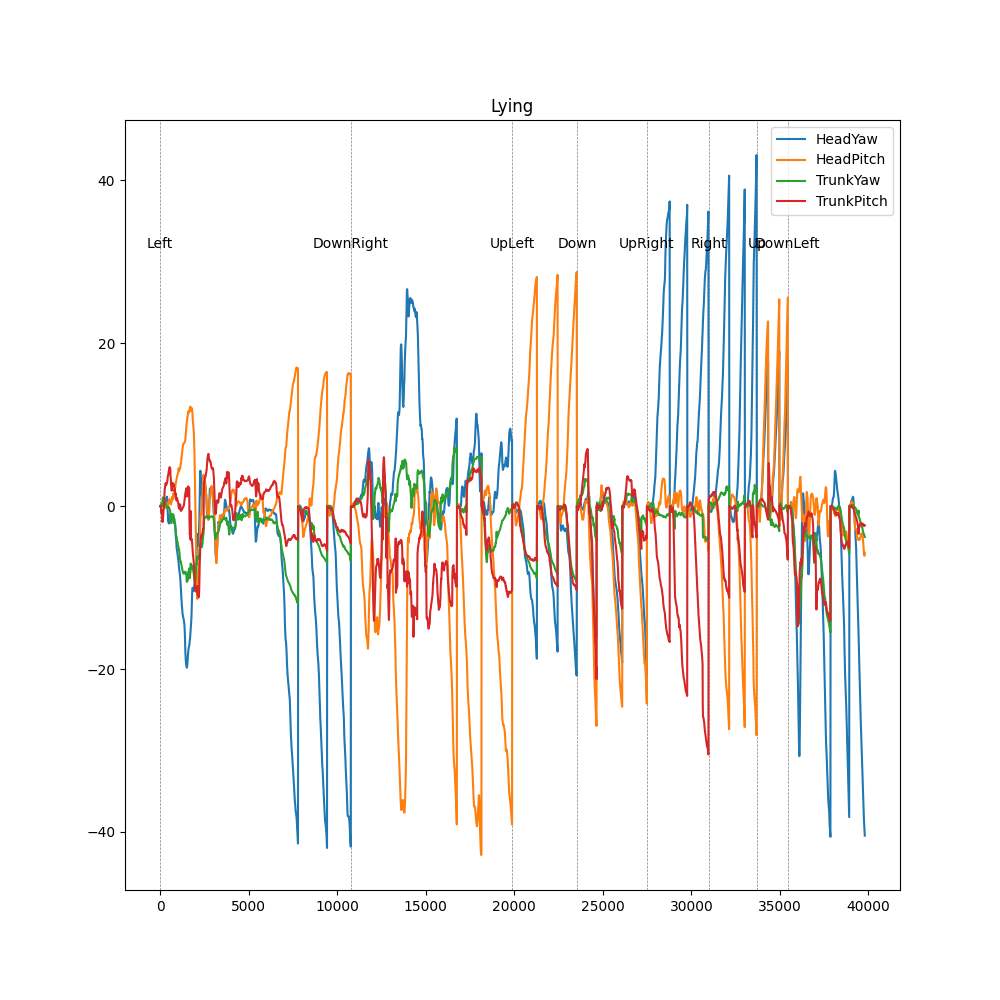 Lying
HeadYaw
HeadPitch
TrunkYaw
TrunkPitch
40
Left DownRight UpLeft Down UpRight Right Up DownLeft
20
0
−20
−40
0 5000 10000 15000 20000 25000 30000 35000 40000